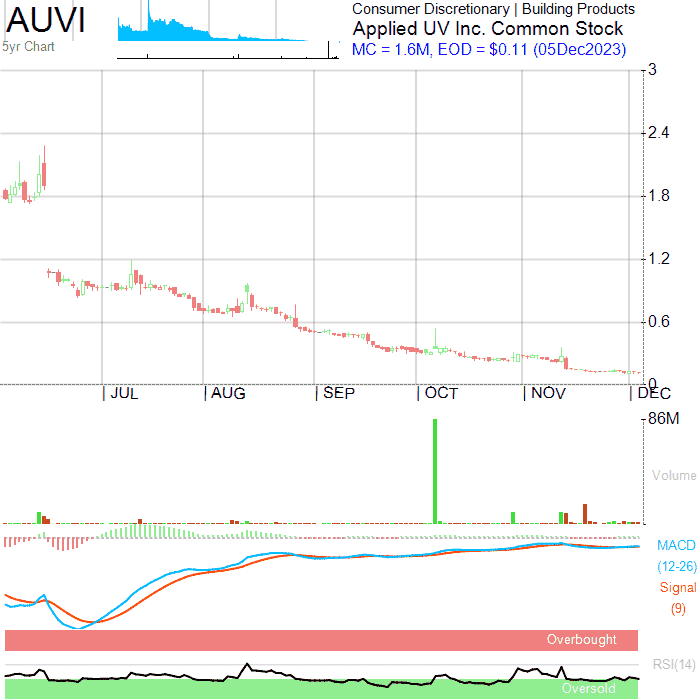 AUVI
5yr Chart
Consumer Discretionary | Building Products
Applied UV Inc. Common Stock
MC = 1.6M, EOD = $0.11 (05Dec2023)
3
2.4
1.8
1.2
0.6
0
JUL AUG SEP OCT NOV DEC
86M
Volume
MACD
(12-26)
Signal
(9)
Overbought
RSI(14)
Oversold